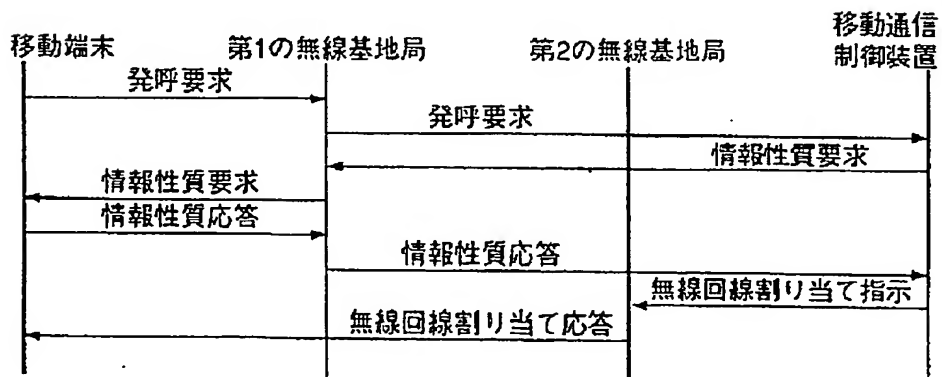 移動端末
第1の無線基地局
第2の無線基地局
移動通信
制御装置
発呼要求
発呼要求
情報性質要求
情報性質要求
情報性質応答
情報性質応答
無線回線割り当て指示
無線回線割り当て応答